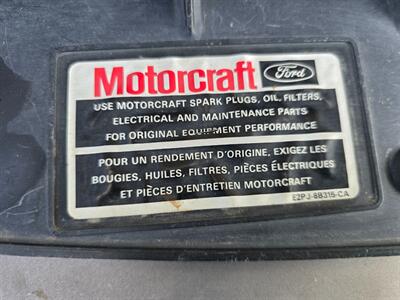 Motorcraft Ford
USE MOTORCRAFT SPARK PLUGS, OIL, FILTERS,
ELECTRICAL AND MAINTENANCE PARTS
FOR ORIGINAL EQUIPMENT PERFORMANCE
POUR UN RENDEMENT D'ORIGINE, EXIGEZ LES
BOUGIES, HUILES, FILTRES, PIÈCES ÉLECTRIQUES
ET PIÈCES D'ENTRETIEN MOTORCRAFT
E2PJ-8B315-CA